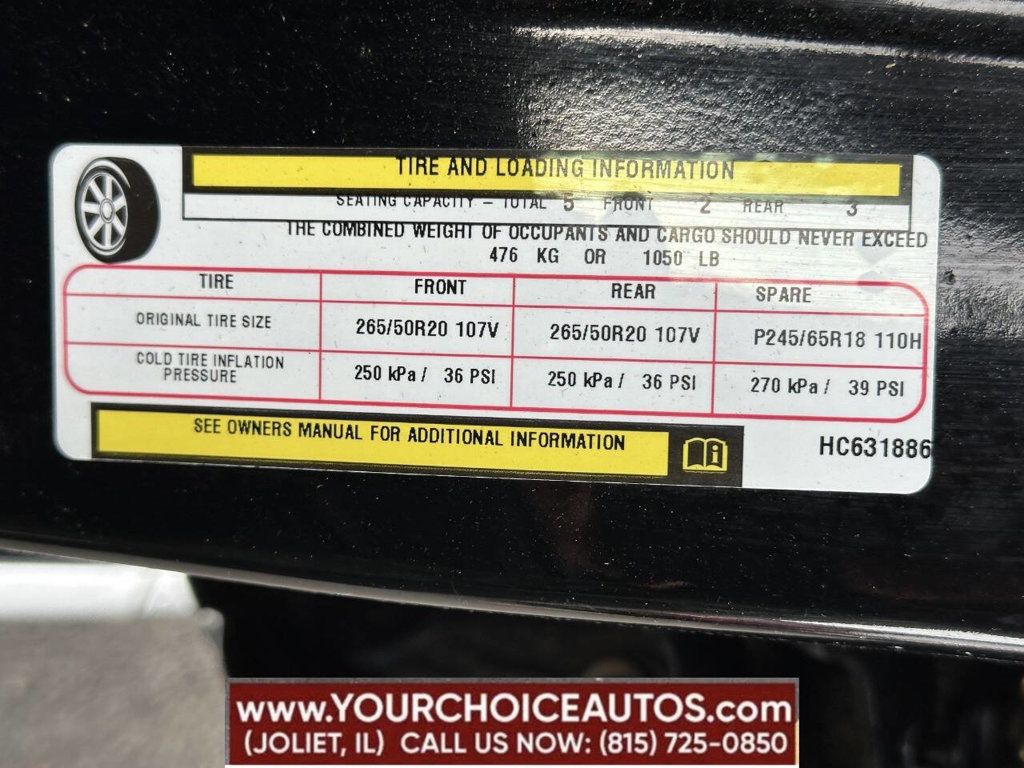 TIRE AND LOADING INFORMATION
SEATING CAPACITY – TOTAL 5 FRONT 2 REAR 3
THE COMBINED WEIGHT OF OCCUPANTS AND CARGO SHOULD NEVER EXCEED
476 KG OR 1050 LB
TIRE FRONT REAR SPARE
ORIGINAL TIRE SIZE 265/50R20 107V 265/50R20 107V P245/65R18 110H
COLD TIRE INFLATION
PRESSURE 250 kPa / 36 PSI 250 kPa / 36 PSI 270 kPa / 39 PSI
SEE OWNERS MANUAL FOR ADDITIONAL INFORMATION
HC631886
www.YOURCHOICEAUTOS.com
(JOLIET, IL) CALL US NOW: (815) 725-0850